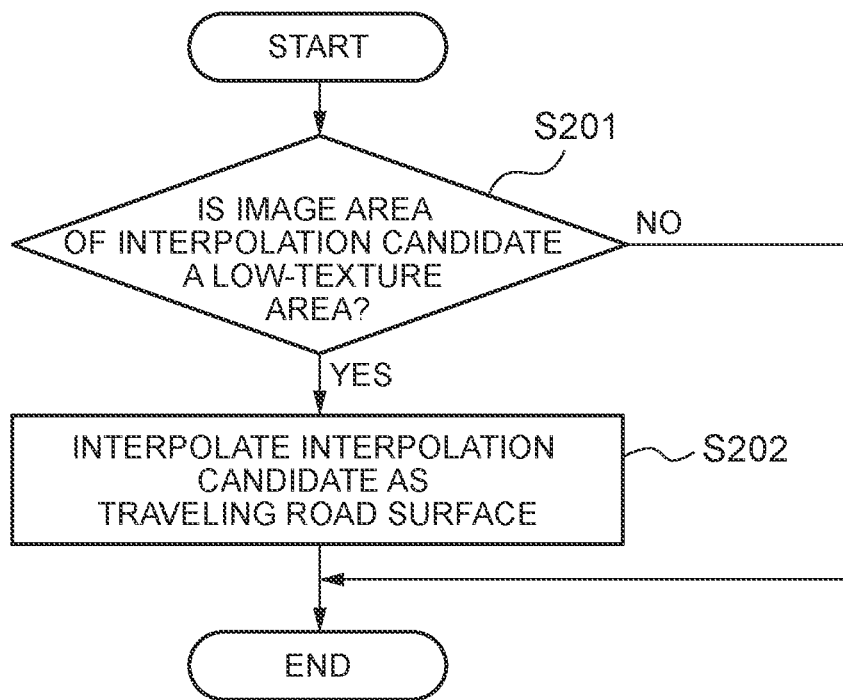 START
S201
IS IMAGE AREA
OF INTERPOLATION CANDIDATE
A LOW-TEXTURE
AREA?
NO
YES
INTERPOLATE INTERPOLATION
CANDIDATE AS
TRAVELING ROAD SURFACE
S202
END